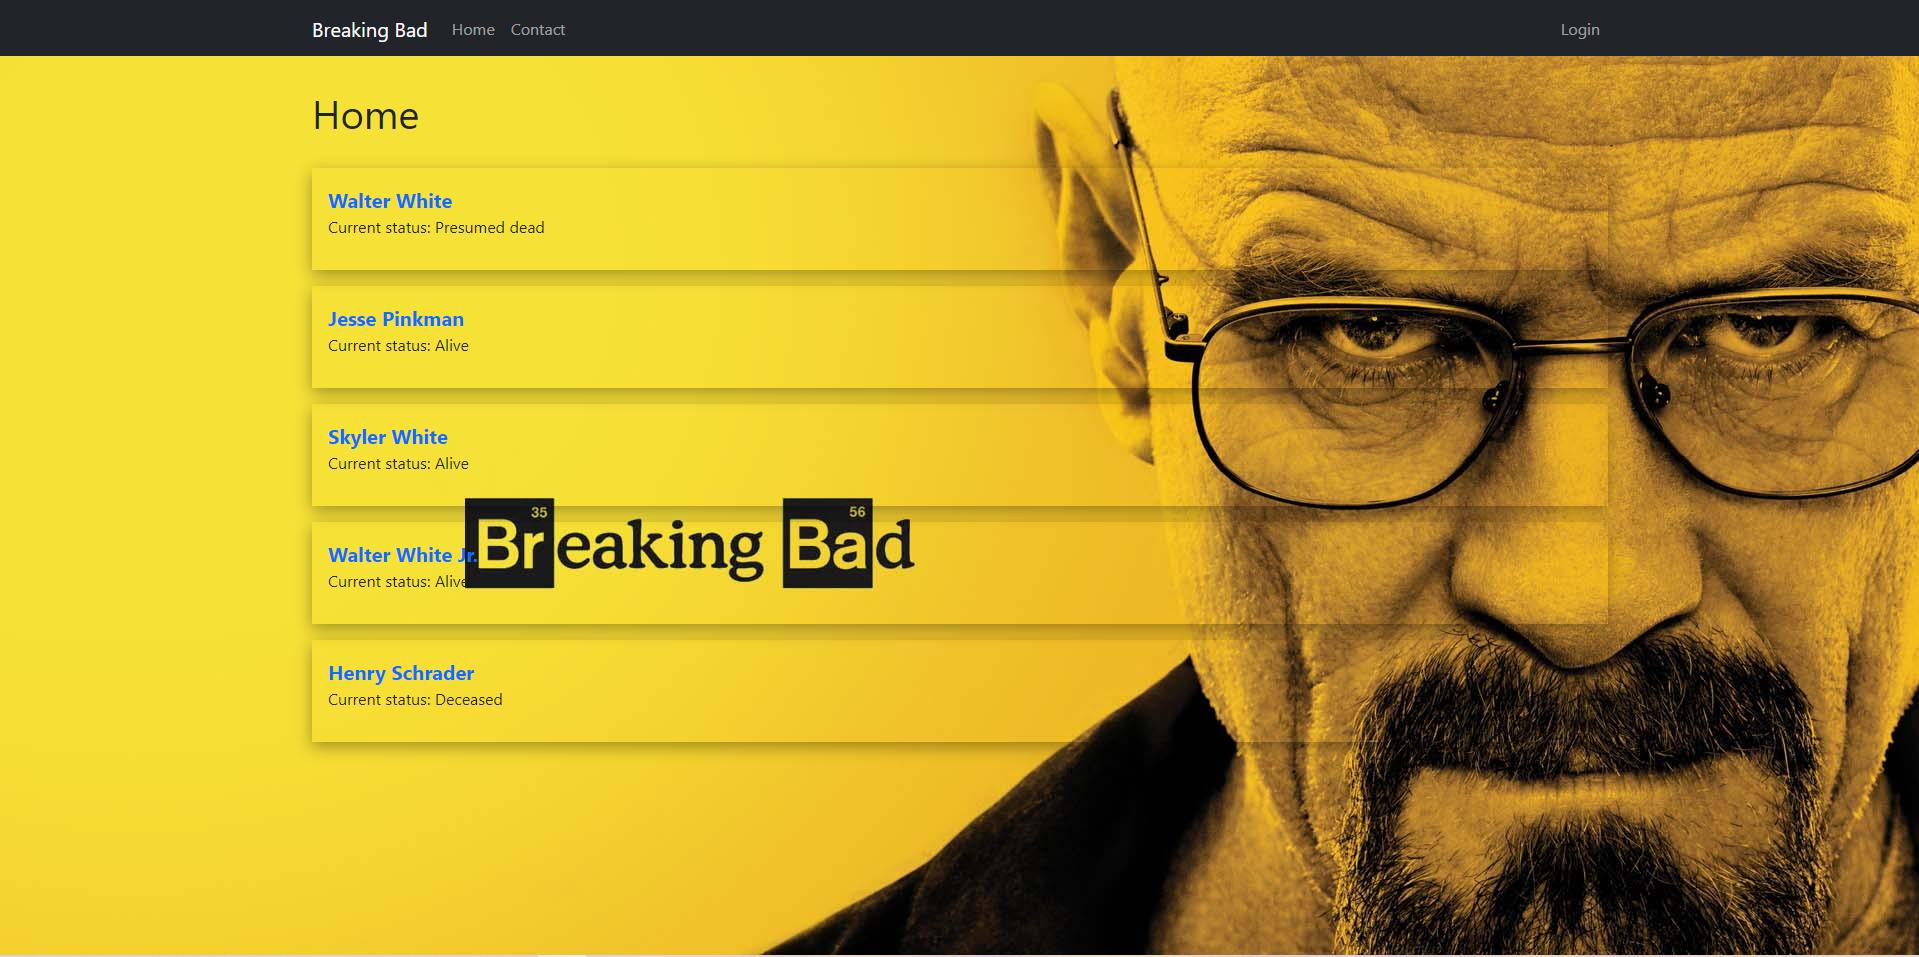 Breaking Bad Home Contact Login
Home
Walter White
Current status: Presumed dead
Jesse Pinkman
Current status: Alive
Skyler White
Current status: Alive
35 56
Breaking Bad
Walter White Jr.
Current status: Alive
Henry Schrader
Current status: Deceased